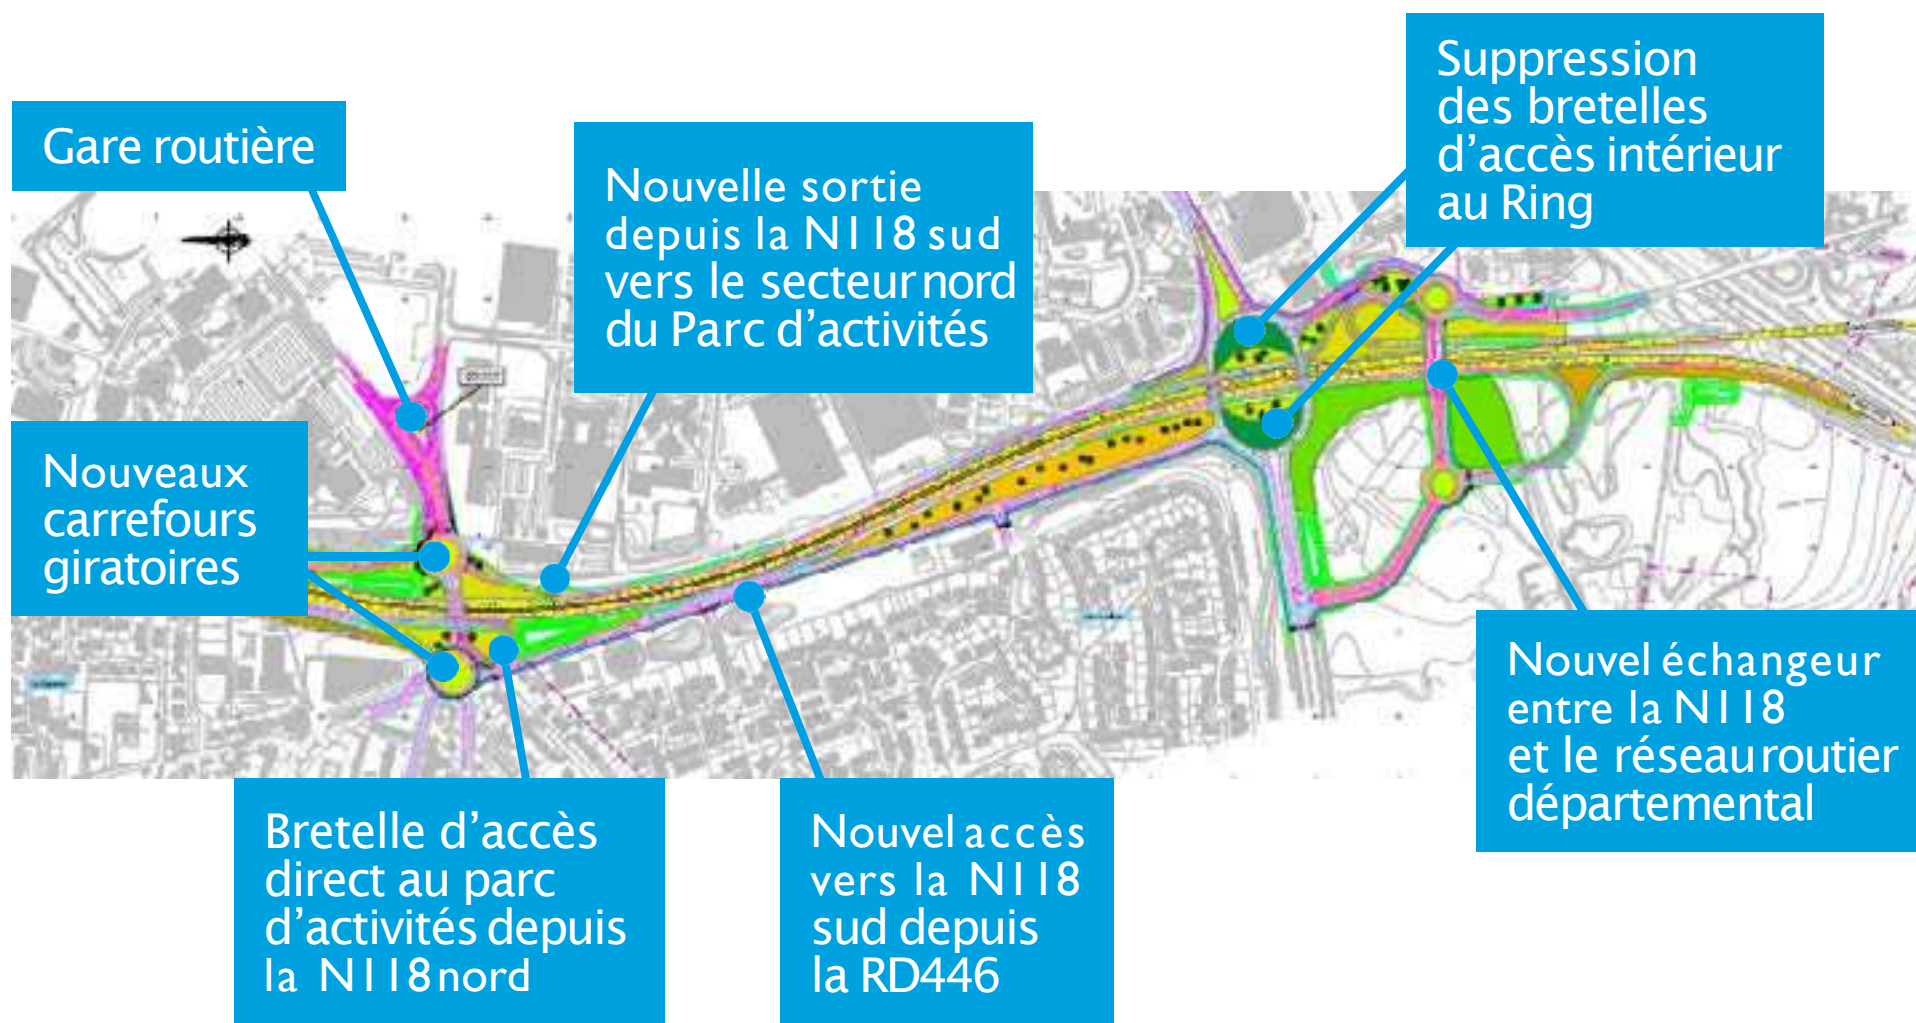 Gare routière
Nouvelle sortie
depuis la N118 sud
vers le secteur nord
du Parc d’activités
Suppression
des bretelles
d’accès intérieur
au Ring
Nouveaux
carrefours
giratoires
Bretelle d’accès
direct au parc
d’activités depuis
la N118 nord
Nouvel accès
vers la N118
sud depuis
la RD446
Nouvel échangeur
entre la N118
et le réseau routier
départemental